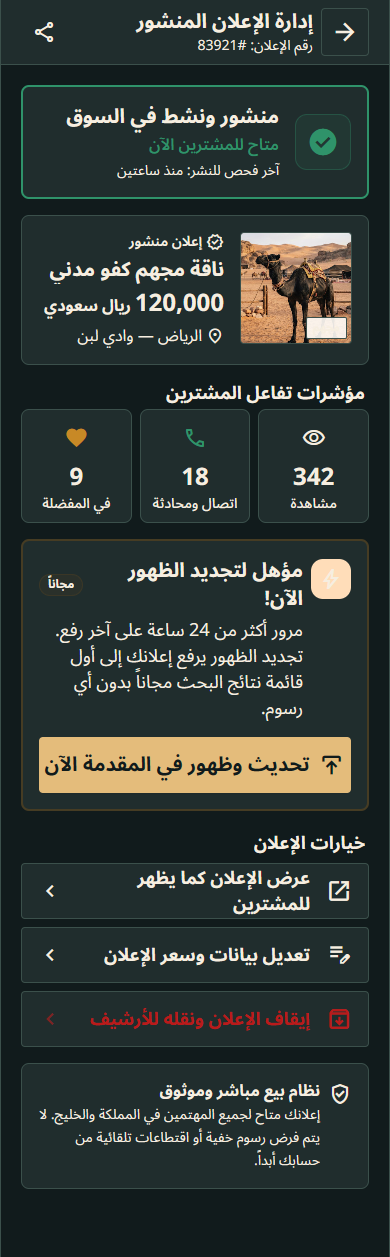 إدارة الإعلان المنشور
رقم الإعلان: #83921
منشور ونشط في السوق
متاح للمشترين الآن
آخر فحص للنشر: منذ ساعتين
إعلان منشور
ناقة مجهم كفو مدني
120,000 ريال سعودي
الرياض — وادي لبن
مؤشرات تفاعل المشترين
342
مشاهدة
18
اتصال ومحادثة
9
في المفضلة
مؤهل لتجديد الظهور
الآن!
مجاناً
مرور أكثر من 24 ساعة على آخر رفع.
تجديد الظهور يرفع إعلانك إلى أول
قائمة نتائج البحث مجاناً بدون أي
رسوم.
تحديث وظهور في المقدمة الآن
خيارات الإعلان
عرض الإعلان كما يظهر
للمشترين
تعديل بيانات وسعر الإعلان
إيقاف الإعلان ونقله للأرشيف
نظام بيع مباشر وموثوق
إعلانك متاح لجميع المهتمين في المملكة والخليج. لا
يتم فرض رسوم خفية أو اقتطاعات تلقائية من
حسابك أبداً.